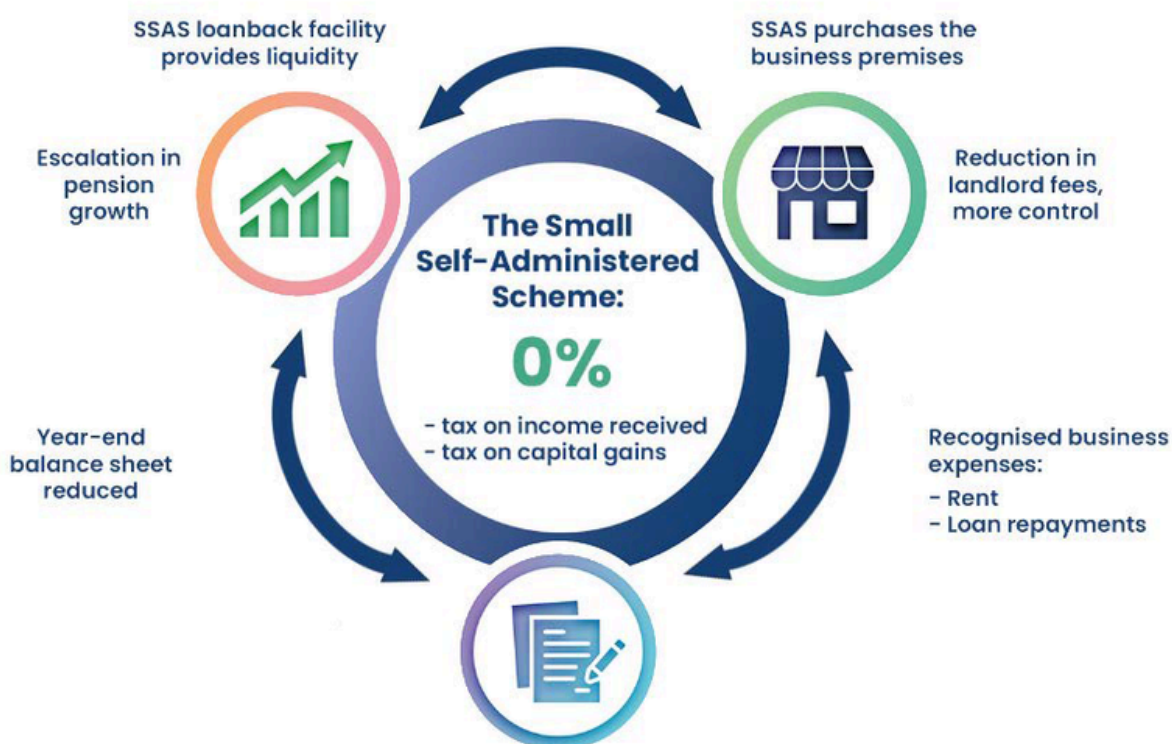 SSAS loanback facility
provides liquidity
SSAS purchases the
business premises
Escalation in
pension
growth
Reduction in
landlord fees,
more control
The Small
Self-Administered
Scheme:
0%
- tax on income received
- tax on capital gains
Year-end
balance sheet
reduced
Recognised business
expenses:
- Rent
- Loan repayments